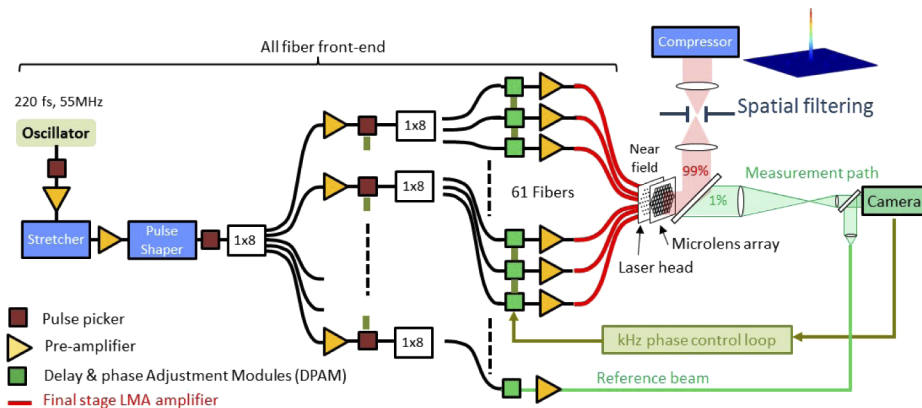 All fiber front-end
220 fs, 55MHz
Oscillator
Stretcher
Pulse
Shaper
1x8
1x8
1x8
1x8
61 Fibers
Compressor
Spatial filtering
Near
field
99%
1%
Measurement path
Camera
Microlens array
Laser head
kHz phase control loop
Reference beam
Pulse picker
Pre-amplifier
Delay & phase Adjustment Modules (DPAM)
Final stage LMA amplifier